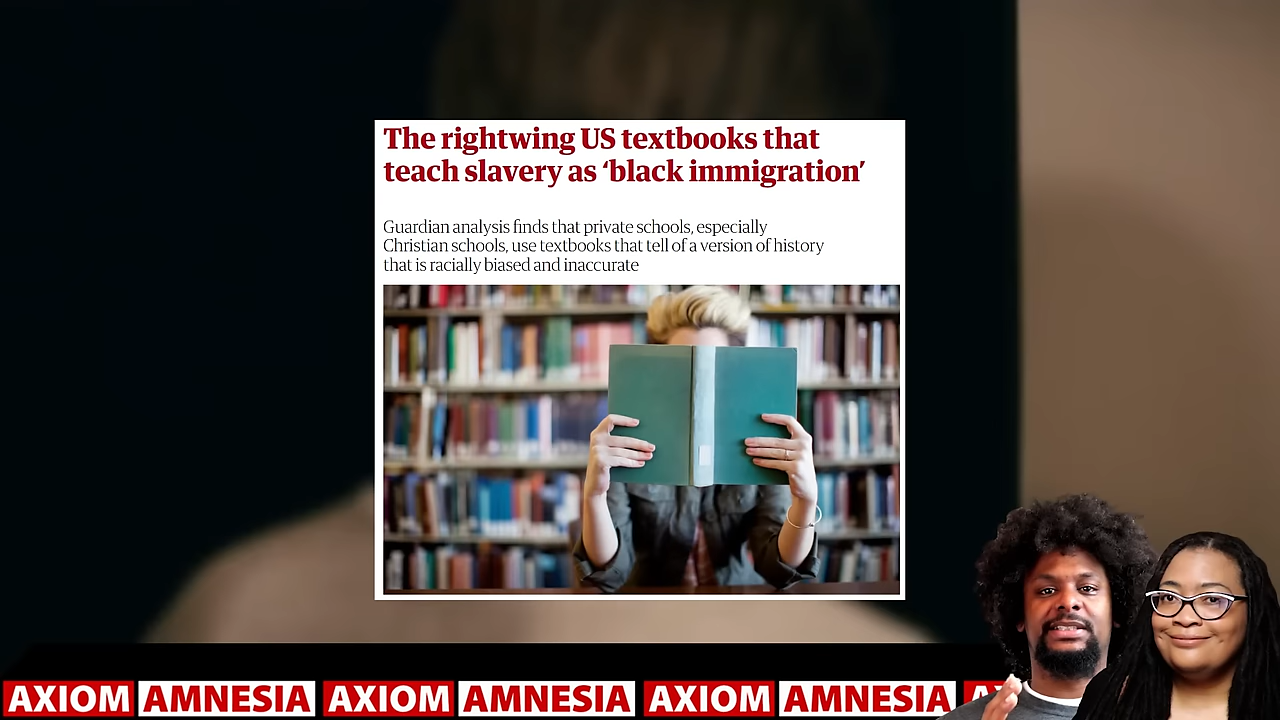 The rightwing US textbooks that
teach slavery as ‘black immigration’
Guardian analysis finds that private schools, especially
Christian schools, use textbooks that tell of a version of history
that is racially biased and inaccurate
AXIOM AMNESIA AXIOM AMNESIA AXIOM AMNESIA